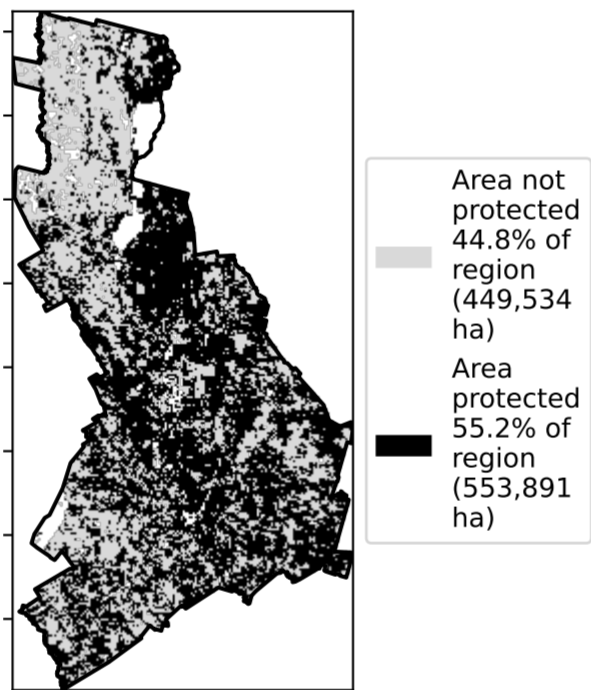 Area not
protected
44.8% of
region
(449,534
ha)
Area
protected
55.2% of
region
(553,891
ha)